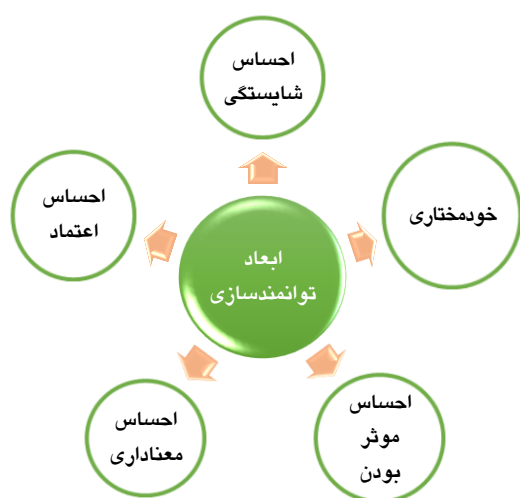 احساس
شایستگی
خودمختاری
احساس
اعتماد
ابعاد
توانمندسازی
احساس
موثر
بودن
احساس
معناداری